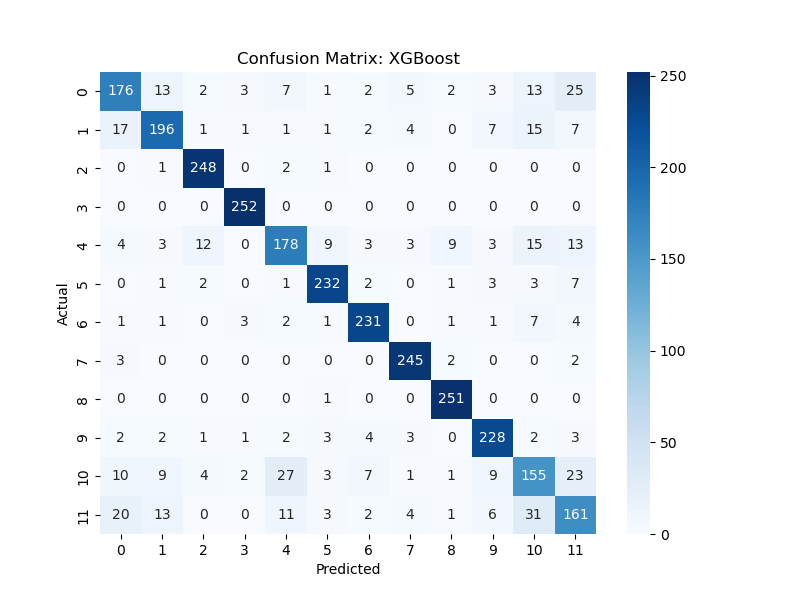 Confusion Matrix: XGBoost
0 176 13 2 3 7 1 2 5 2 3 13 25
1 17 196 1 1 1 1 2 4 0 7 15 7
2 0 1 248 0 2 1 0 0 0 0 0 0
3 0 0 0 252 0 0 0 0 0 0 0 0
4 4 3 12 0 178 9 3 3 9 3 15 13
5 0 1 2 0 1 232 2 0 1 3 3 7
6 1 1 0 3 2 1 231 0 1 1 7 4
7 3 0 0 0 0 0 0 245 2 0 0 2
8 0 0 0 0 0 1 0 0 251 0 0 0
9 2 2 1 1 2 3 4 3 0 228 2 3
10 10 9 4 2 27 3 7 1 1 9 155 23
11 20 13 0 0 11 3 2 4 1 6 31 161
0 1 2 3 4 5 6 7 8 9 10 11
Predicted
Actual
250
200
150
100
50
0